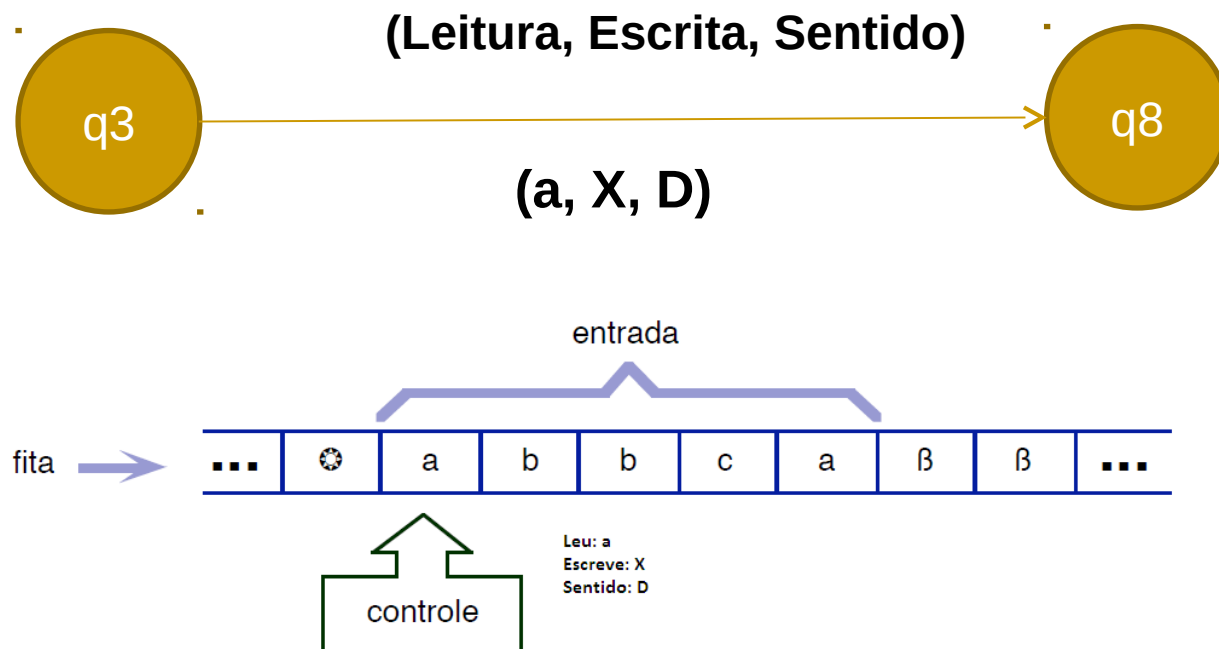 (Leitura, Escrita, Sentido)
q3
q8
(a, X, D)
entrada
fita
... ❂ a b b c a ß ß ...
Leu: a
Escreve: X
Sentido: D
controle